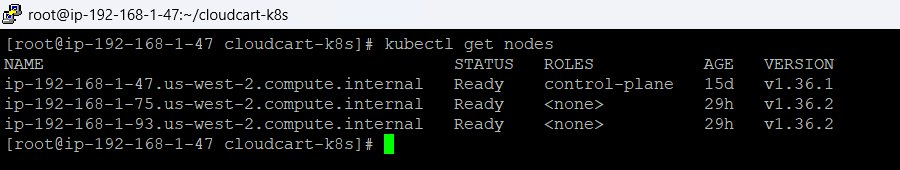 root@ip-192-168-1-47:~/cloudcart-k8s
[root@ip-192-168-1-47 cloudcart-k8s]# kubectl get nodes
NAME STATUS ROLES AGE VERSION
ip-192-168-1-47.us-west-2.compute.internal Ready control-plane 15d v1.36.1
ip-192-168-1-75.us-west-2.compute.internal Ready <none> 29h v1.36.2
ip-192-168-1-93.us-west-2.compute.internal Ready <none> 29h v1.36.2
[root@ip-192-168-1-47 cloudcart-k8s]#